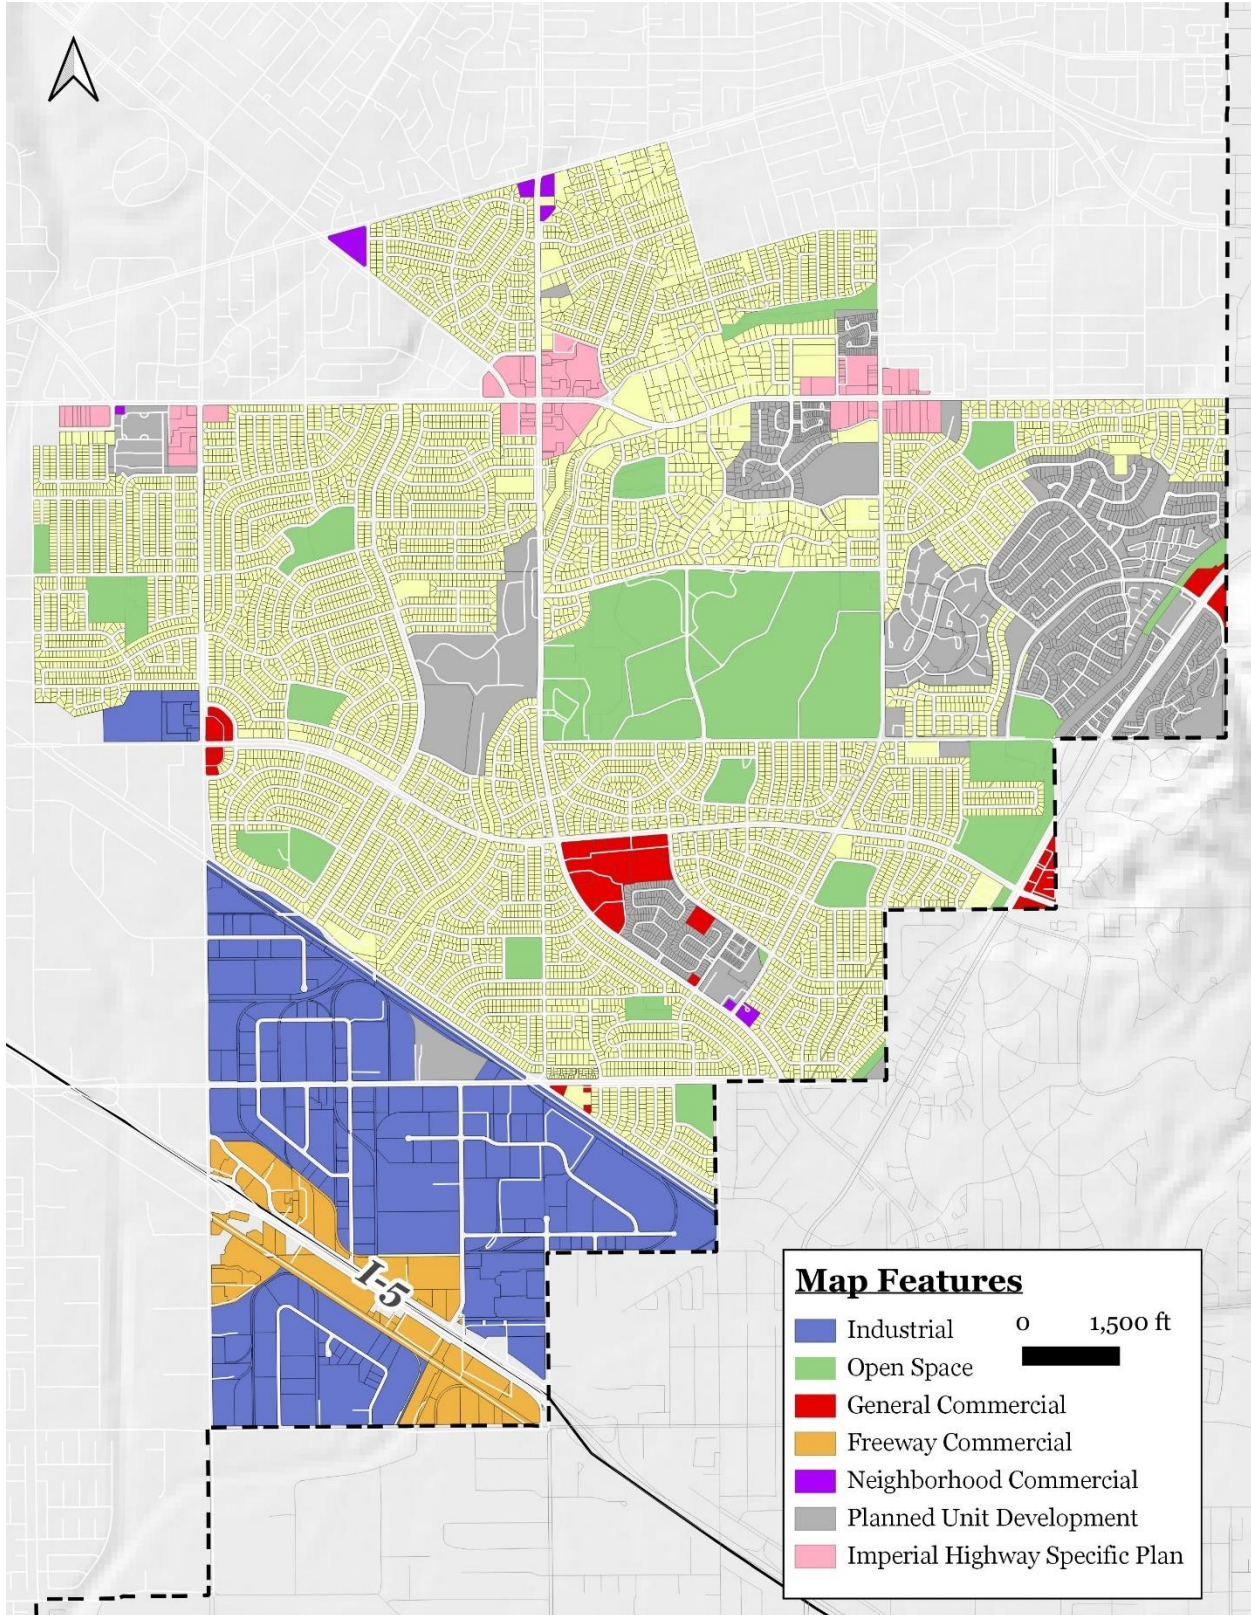 I-5
Map Features
Industrial
0 1,500 ft
Open Space
General Commercial
Freeway Commercial
Neighborhood Commercial
Planned Unit Development
Imperial Highway Specific Plan